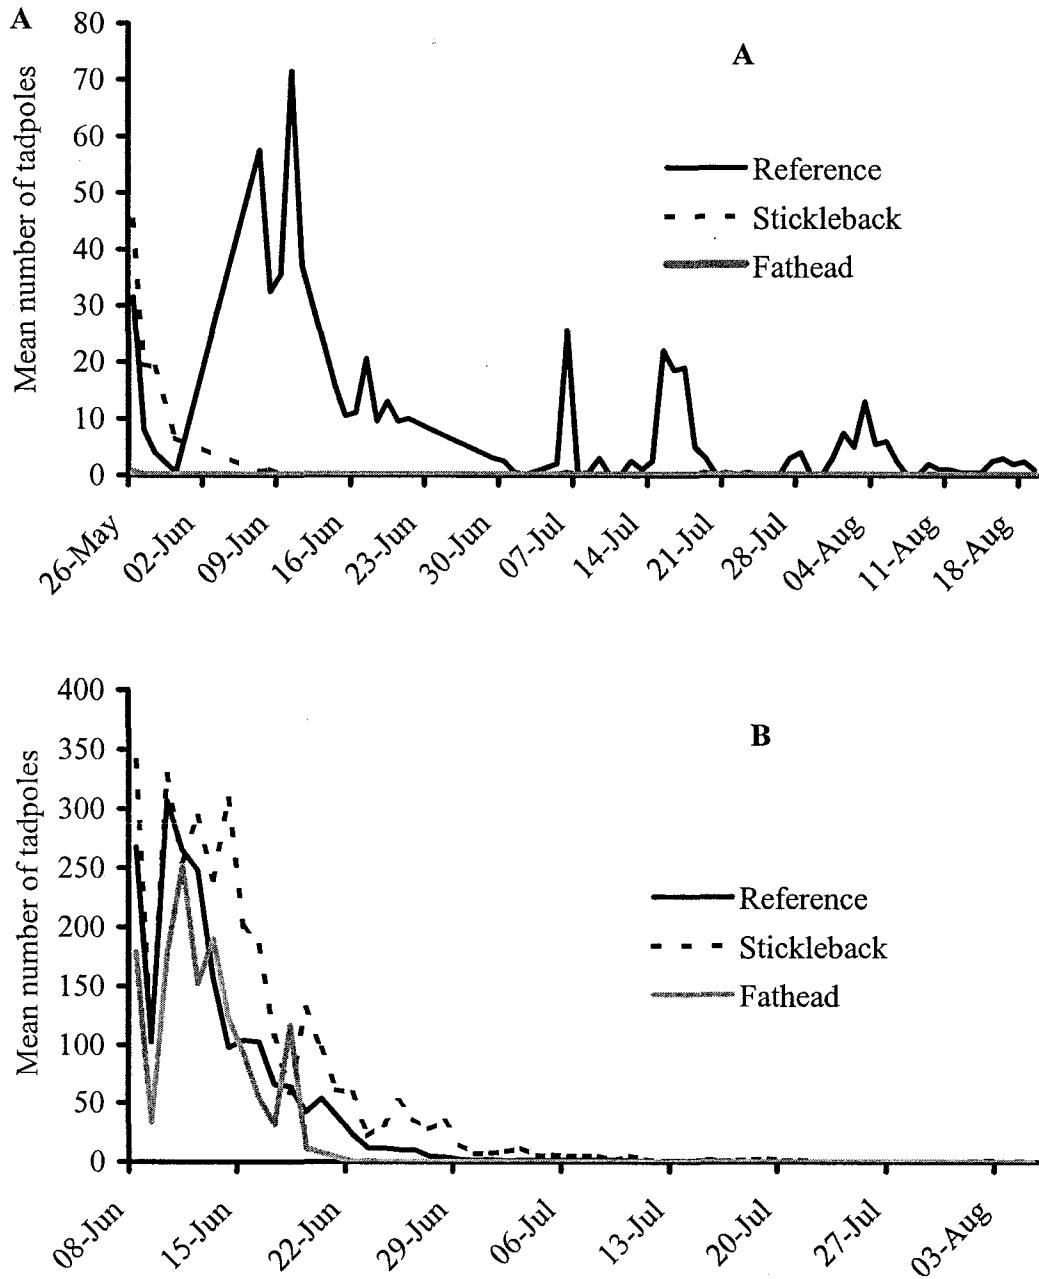 A
80
70
60
50
40
30
20
10
0
Mean number of tadpoles
A
Reference
Stickleback
Fathead
26-May
02-Jun
09-Jun
16-Jun
23-Jun
30-Jun
07-Jul
14-Jul
21-Jul
28-Jul
04-Aug
11-Aug
18-Aug
400
350
300
250
200
150
100
50
0
Mean number of tadpoles
B
Reference
Stickleback
Fathead
08-Jun
15-Jun
22-Jun
29-Jun
06-Jul
13-Jul
20-Jul
27-Jul
03-Aug